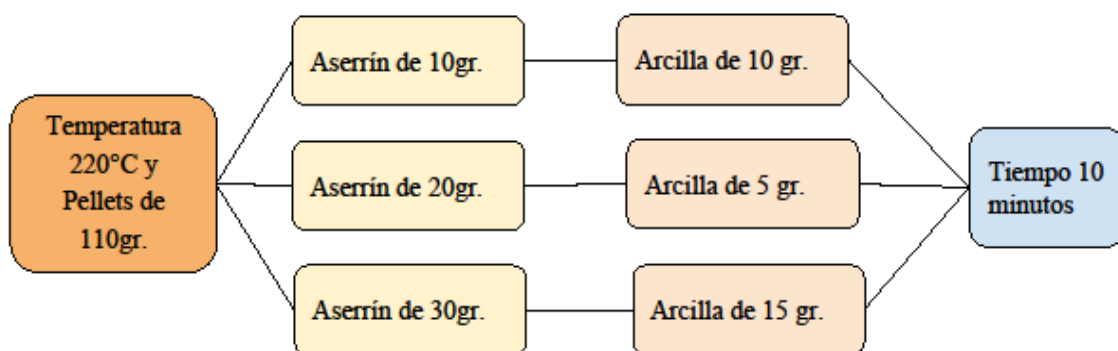 Temperatura
220°C y
Pellets de
110gr.
Aserrín de 10gr.
Arcilla de 10 gr.
Aserrín de 20gr.
Arcilla de 5 gr.
Aserrín de 30gr.
Arcilla de 15 gr.
Tiempo 10
minutos